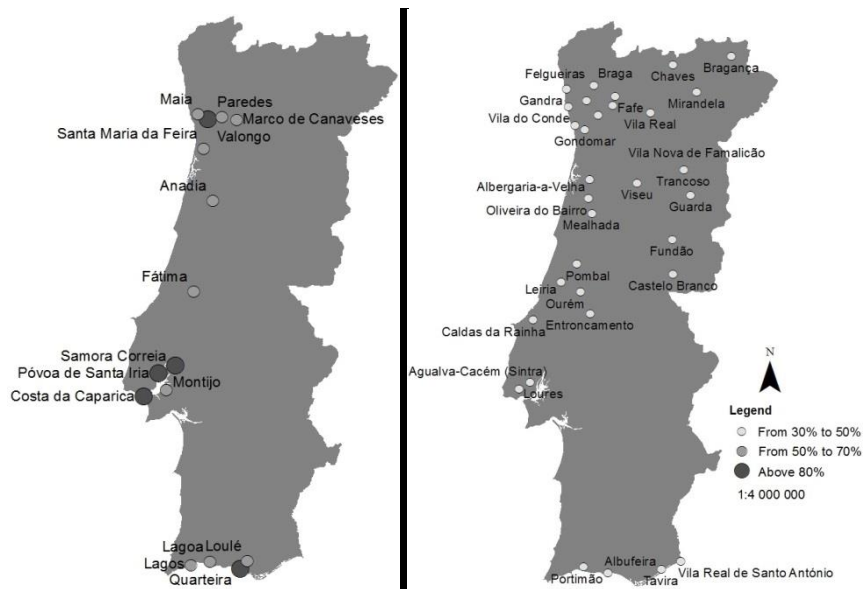 Maia
Paredes
Marco de Canaveses
Santa Maria da Feira
Valongo
Anadia
Fátima
Samora Correia
Póvoa de Santa Iria
Montijo
Costa da Caparica
Lagoa
Loulé
Lagos
Quarteira
Bragança
Chaves
Felgueiras
Braga
Mirandela
Gandra
Fafe
Vila do Conde
Vila Real
Gondomar
Vila Nova de Famalicão
Albergaria-a-Velha
Viseu
Trancoso
Oliveira do Bairro
Guarda
Mealhada
Fundão
Pombal
Leiria
Castelo Branco
Ourém
Entroncamento
Caldas da Rainha
Agualva-Cacém (Sintra)
Loures
N
Legend
From 30% to 50%
From 50% to 70%
Above 80%
1:4 000 000
Albufeira
Portimão
Tavira
Vila Real de Santo António